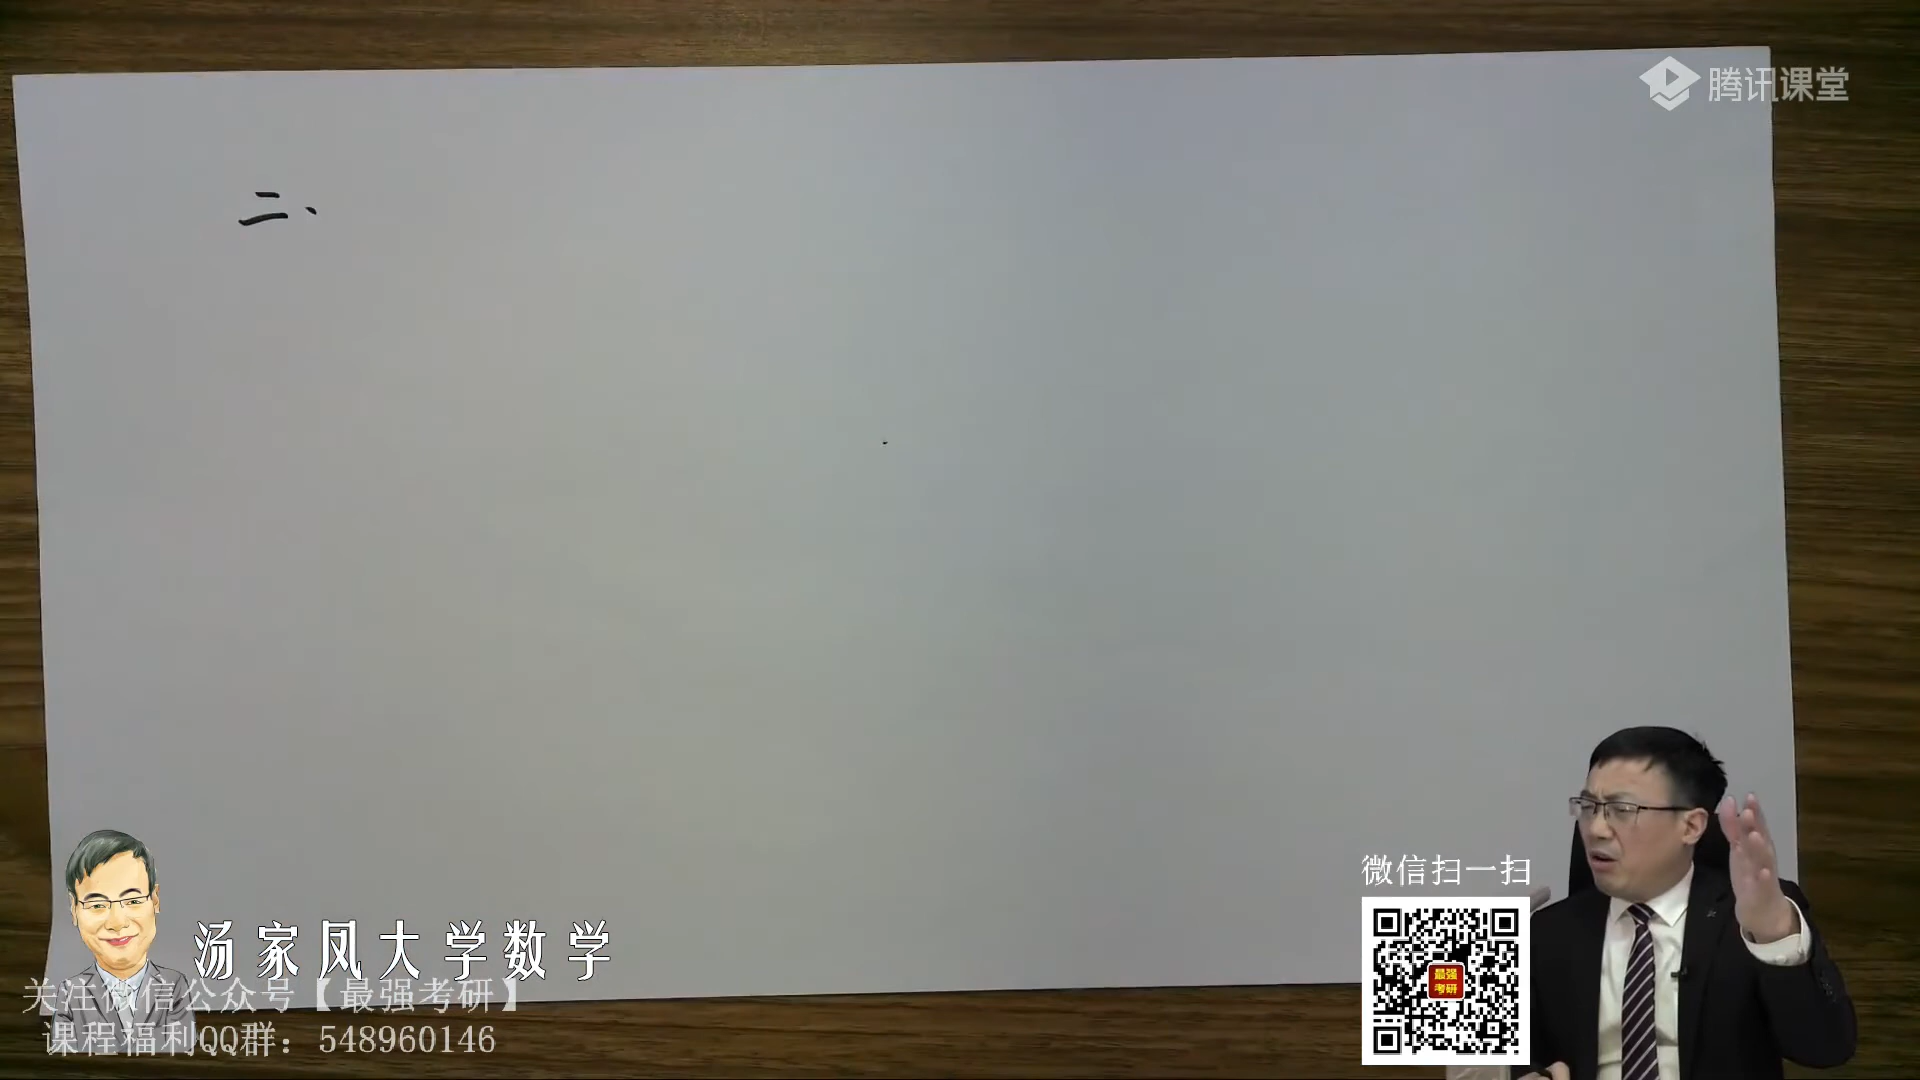 腾讯课堂
二、
微信扫一扫
最强
考研
汤家凤大学数学
关注微信公众号【最强考研】
课程福利QQ群：548960146